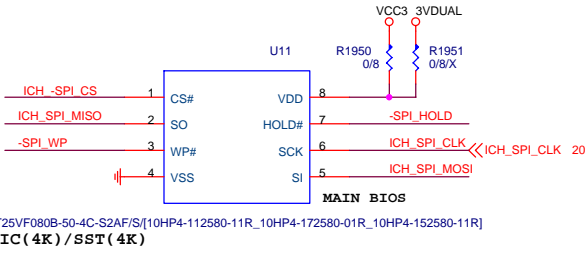 VCC3 3VDUAL
U11
R1950
0/8
R1951
0/8/X
ICH_-SPI_CS 1 CS# VDD 8
ICH_SPI_MISO 2 SO HOLD# 7 -SPI_HOLD
-SPI_WP 3 WP# SCK 6 ICH_SPI_CLK ICH_SPI_CLK 20
4 VSS SI 5 ICH_SPI_MOSI
MAIN BIOS
T25VF080B-50-4C-S2AF/S/[10HP4-112580-11R_10HP4-172580-01R_10HP4-152580-11R]
IC(4K)/SST(4K)